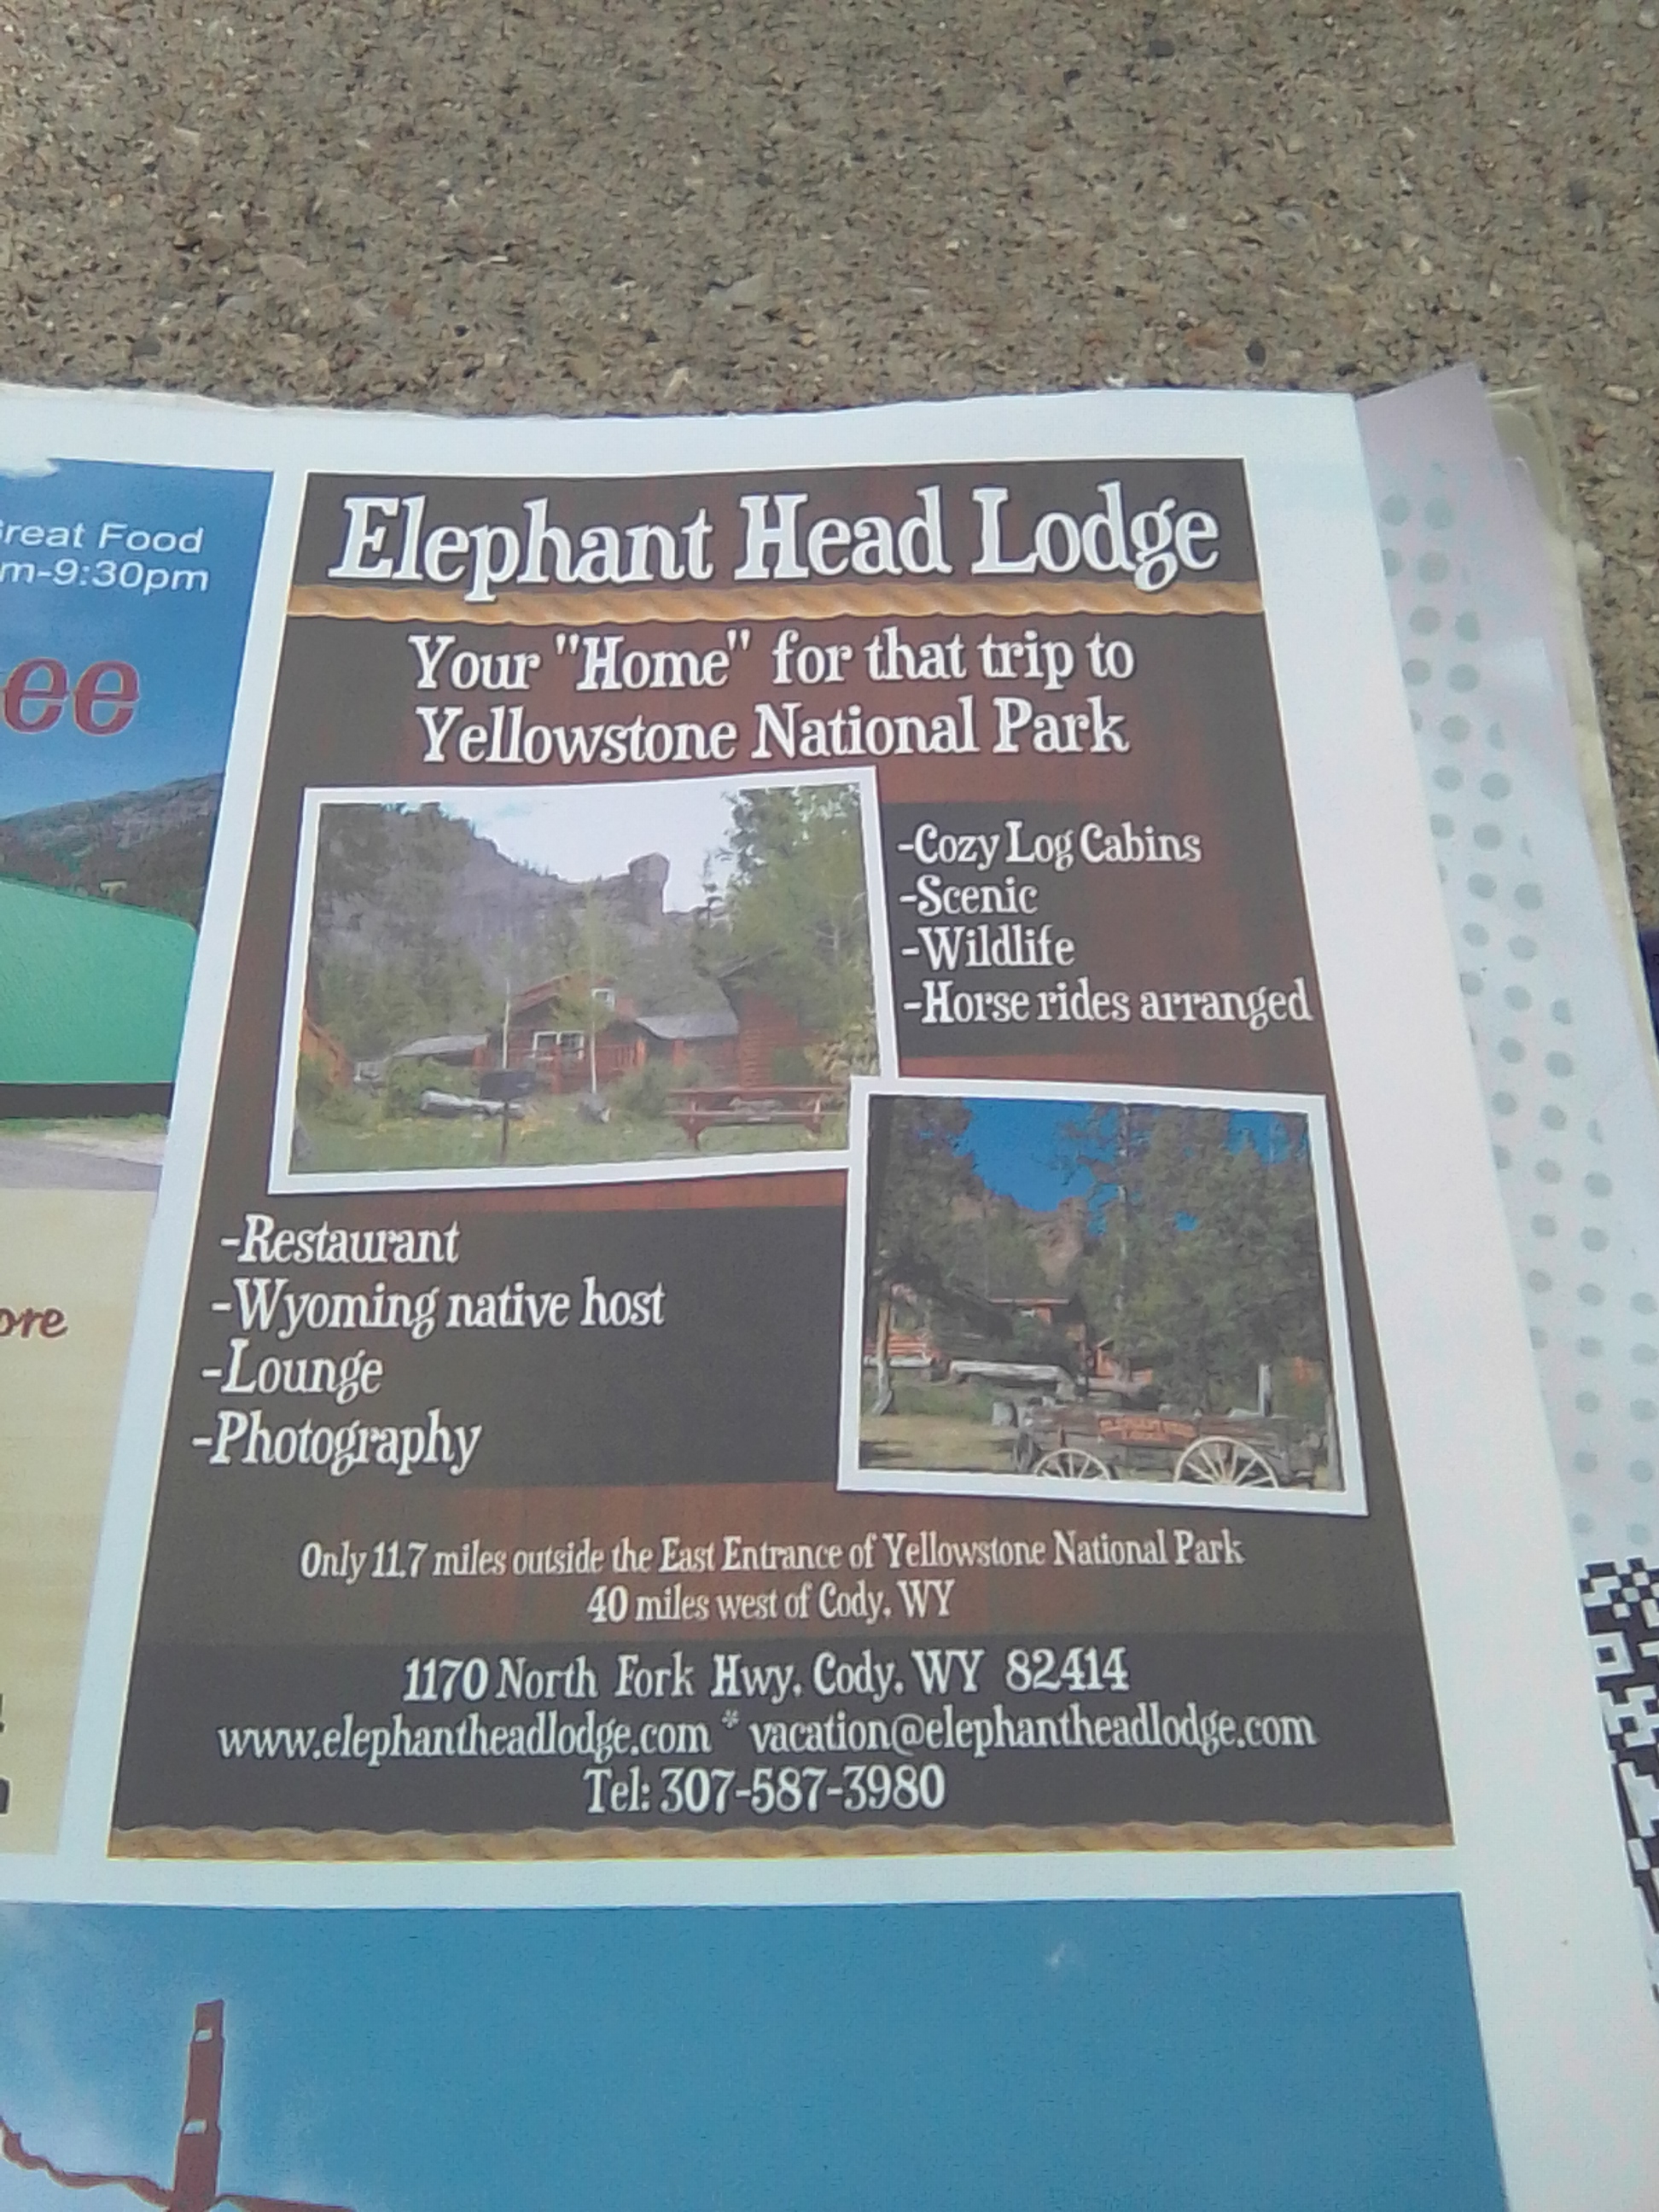 Great Food
m-9:30pm
ee
ore
Elephant Head Lodge
Your "Home" for that trip to
Yellowstone National Park
-Cozy Log Cabins
-Scenic
-Wildlife
-Horse rides arranged
-Restaurant
-Wyoming native host
-Lounge
-Photography
Only 11.7 miles outside the East Entrance of Yellowstone National Park
40 miles west of Cody, WY
1170 North Fork Hwy, Cody, WY 82414
www.elephantheadlodge.com * vacation@elephantheadlodge.com
Tel: 307-587-3980